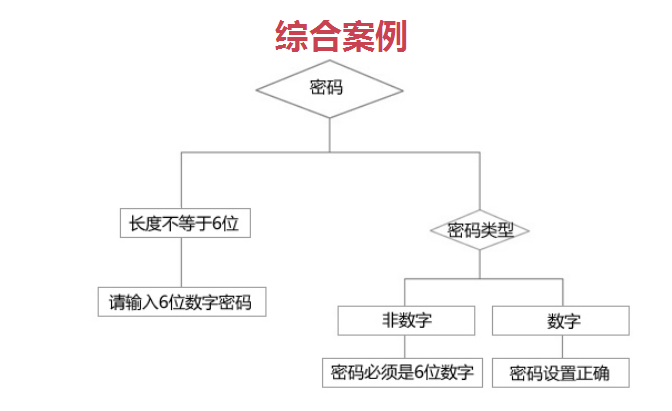 综合案例
密码
长度不等于6位
密码类型
请输入6位数字密码
非数字
数字
密码必须是6位数字
密码设置正确